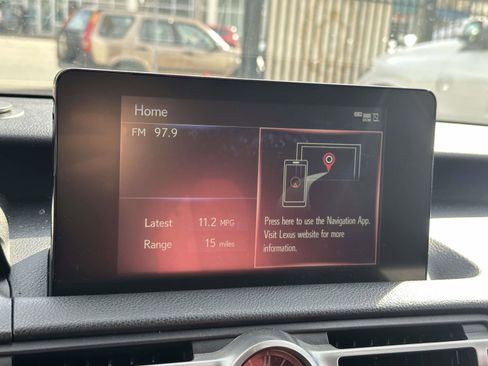 Home
FM 97.9
Latest 11.2 MPG
Range 15 miles
Press here to use the Navigation App.
Visit Lexus website for more
information.